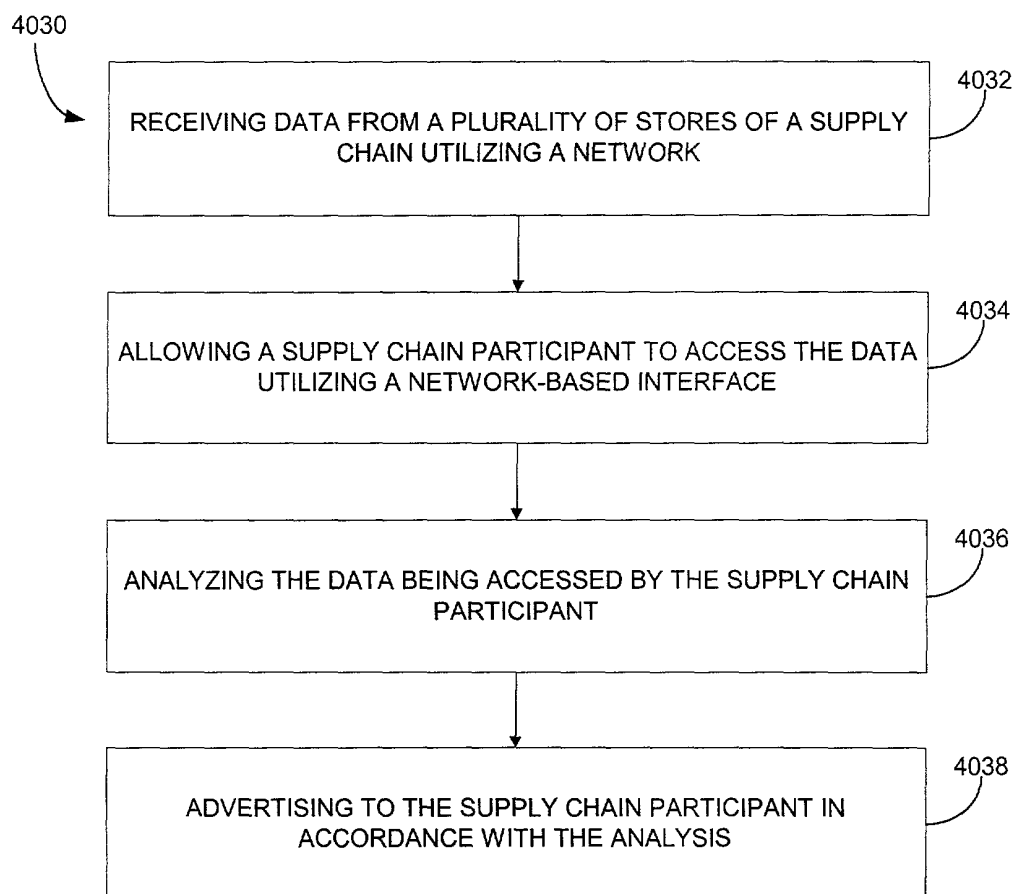 4030
4032
RECEIVING DATA FROM A PLURALITY OF STORES OF A SUPPLY
CHAIN UTILIZING A NETWORK
4034
ALLOWING A SUPPLY CHAIN PARTICIPANT TO ACCESS THE DATA
UTILIZING A NETWORK-BASED INTERFACE
4036
ANALYZING THE DATA BEING ACCESSED BY THE SUPPLY CHAIN
PARTICIPANT
4038
ADVERTISING TO THE SUPPLY CHAIN PARTICIPANT IN
ACCORDANCE WITH THE ANALYSIS